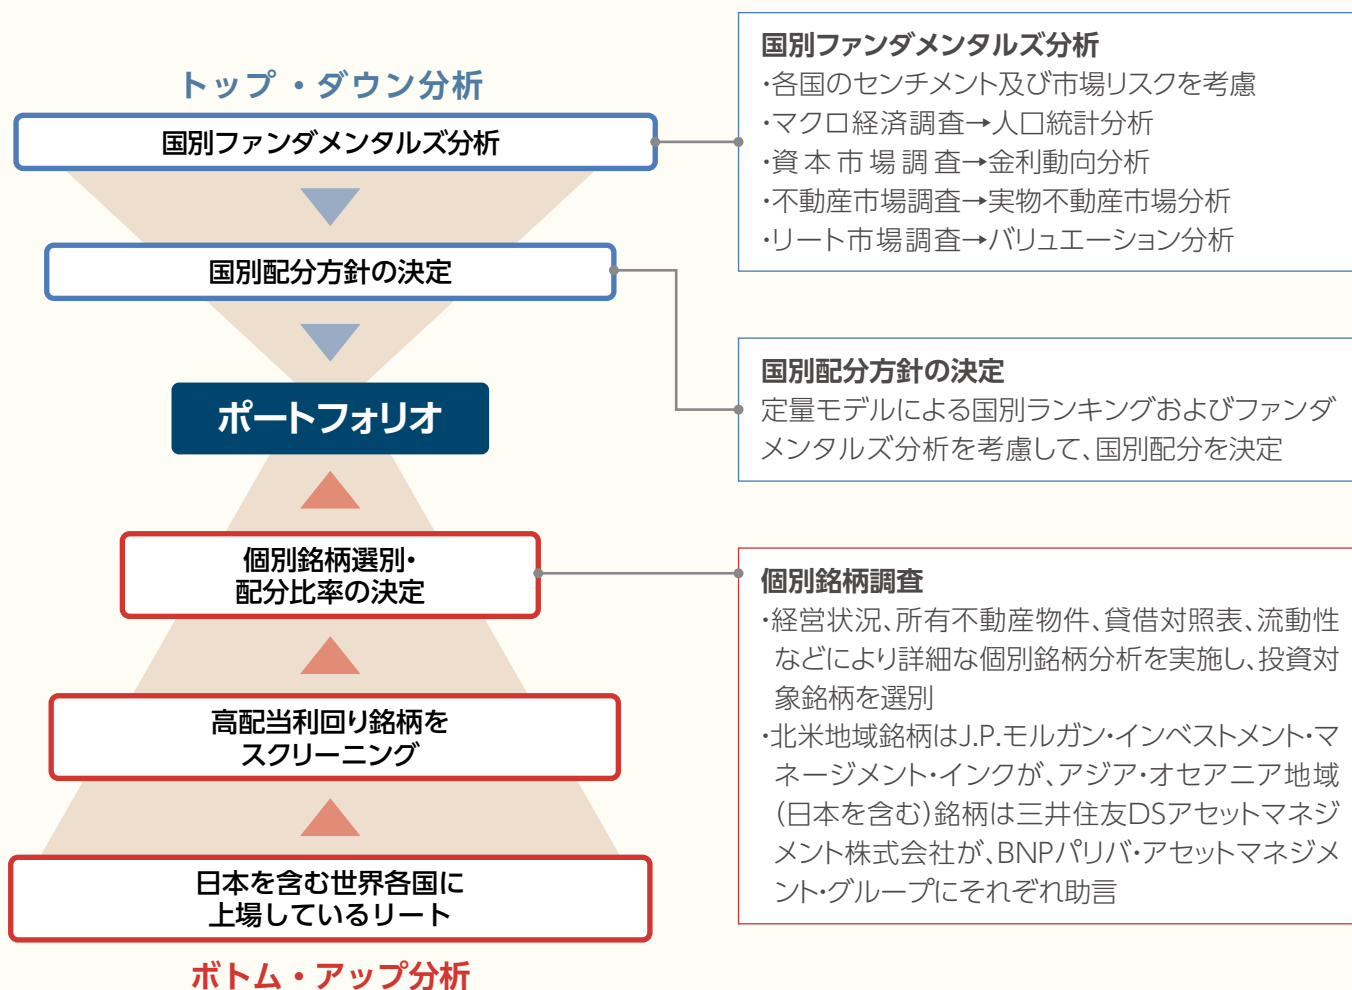 トップ・ダウン分析
国別ファンダメンタルズ分析
国別配分方針の決定
ポートフォリオ
個別銘柄選別・
配分比率の決定
高配当利回り銘柄を
スクリーニング
日本を含む世界各国に
上場しているリート
ボトム・アップ分析
国別ファンダメンタルズ分析
・各国のセンチメント及び市場リスクを考慮
・マクロ経済調査→人口統計分析
・資本市場調査→金利動向分析
・不動産市場調査→実物不動産市場分析
・リート市場調査→バリュエーション分析
国別配分方針の決定
定量モデルによる国別ランキングおよびファンダ
メンタルズ分析を考慮して、国別配分を決定
個別銘柄調査
・経営状況、所有不動産物件、貸借対照表、流動性
などにより詳細な個別銘柄分析を実施し、投資対
象銘柄を選別
・北米地域銘柄はJ.P.モルガン・インベストメント・マ
ネージメント・インクが、アジア・オセアニア地域
(日本を含む)銘柄は三井住友DSアセットマネジ
メント株式会社が、BNPパリバ・アセットマネジメ
ント・グループにそれぞれ助言